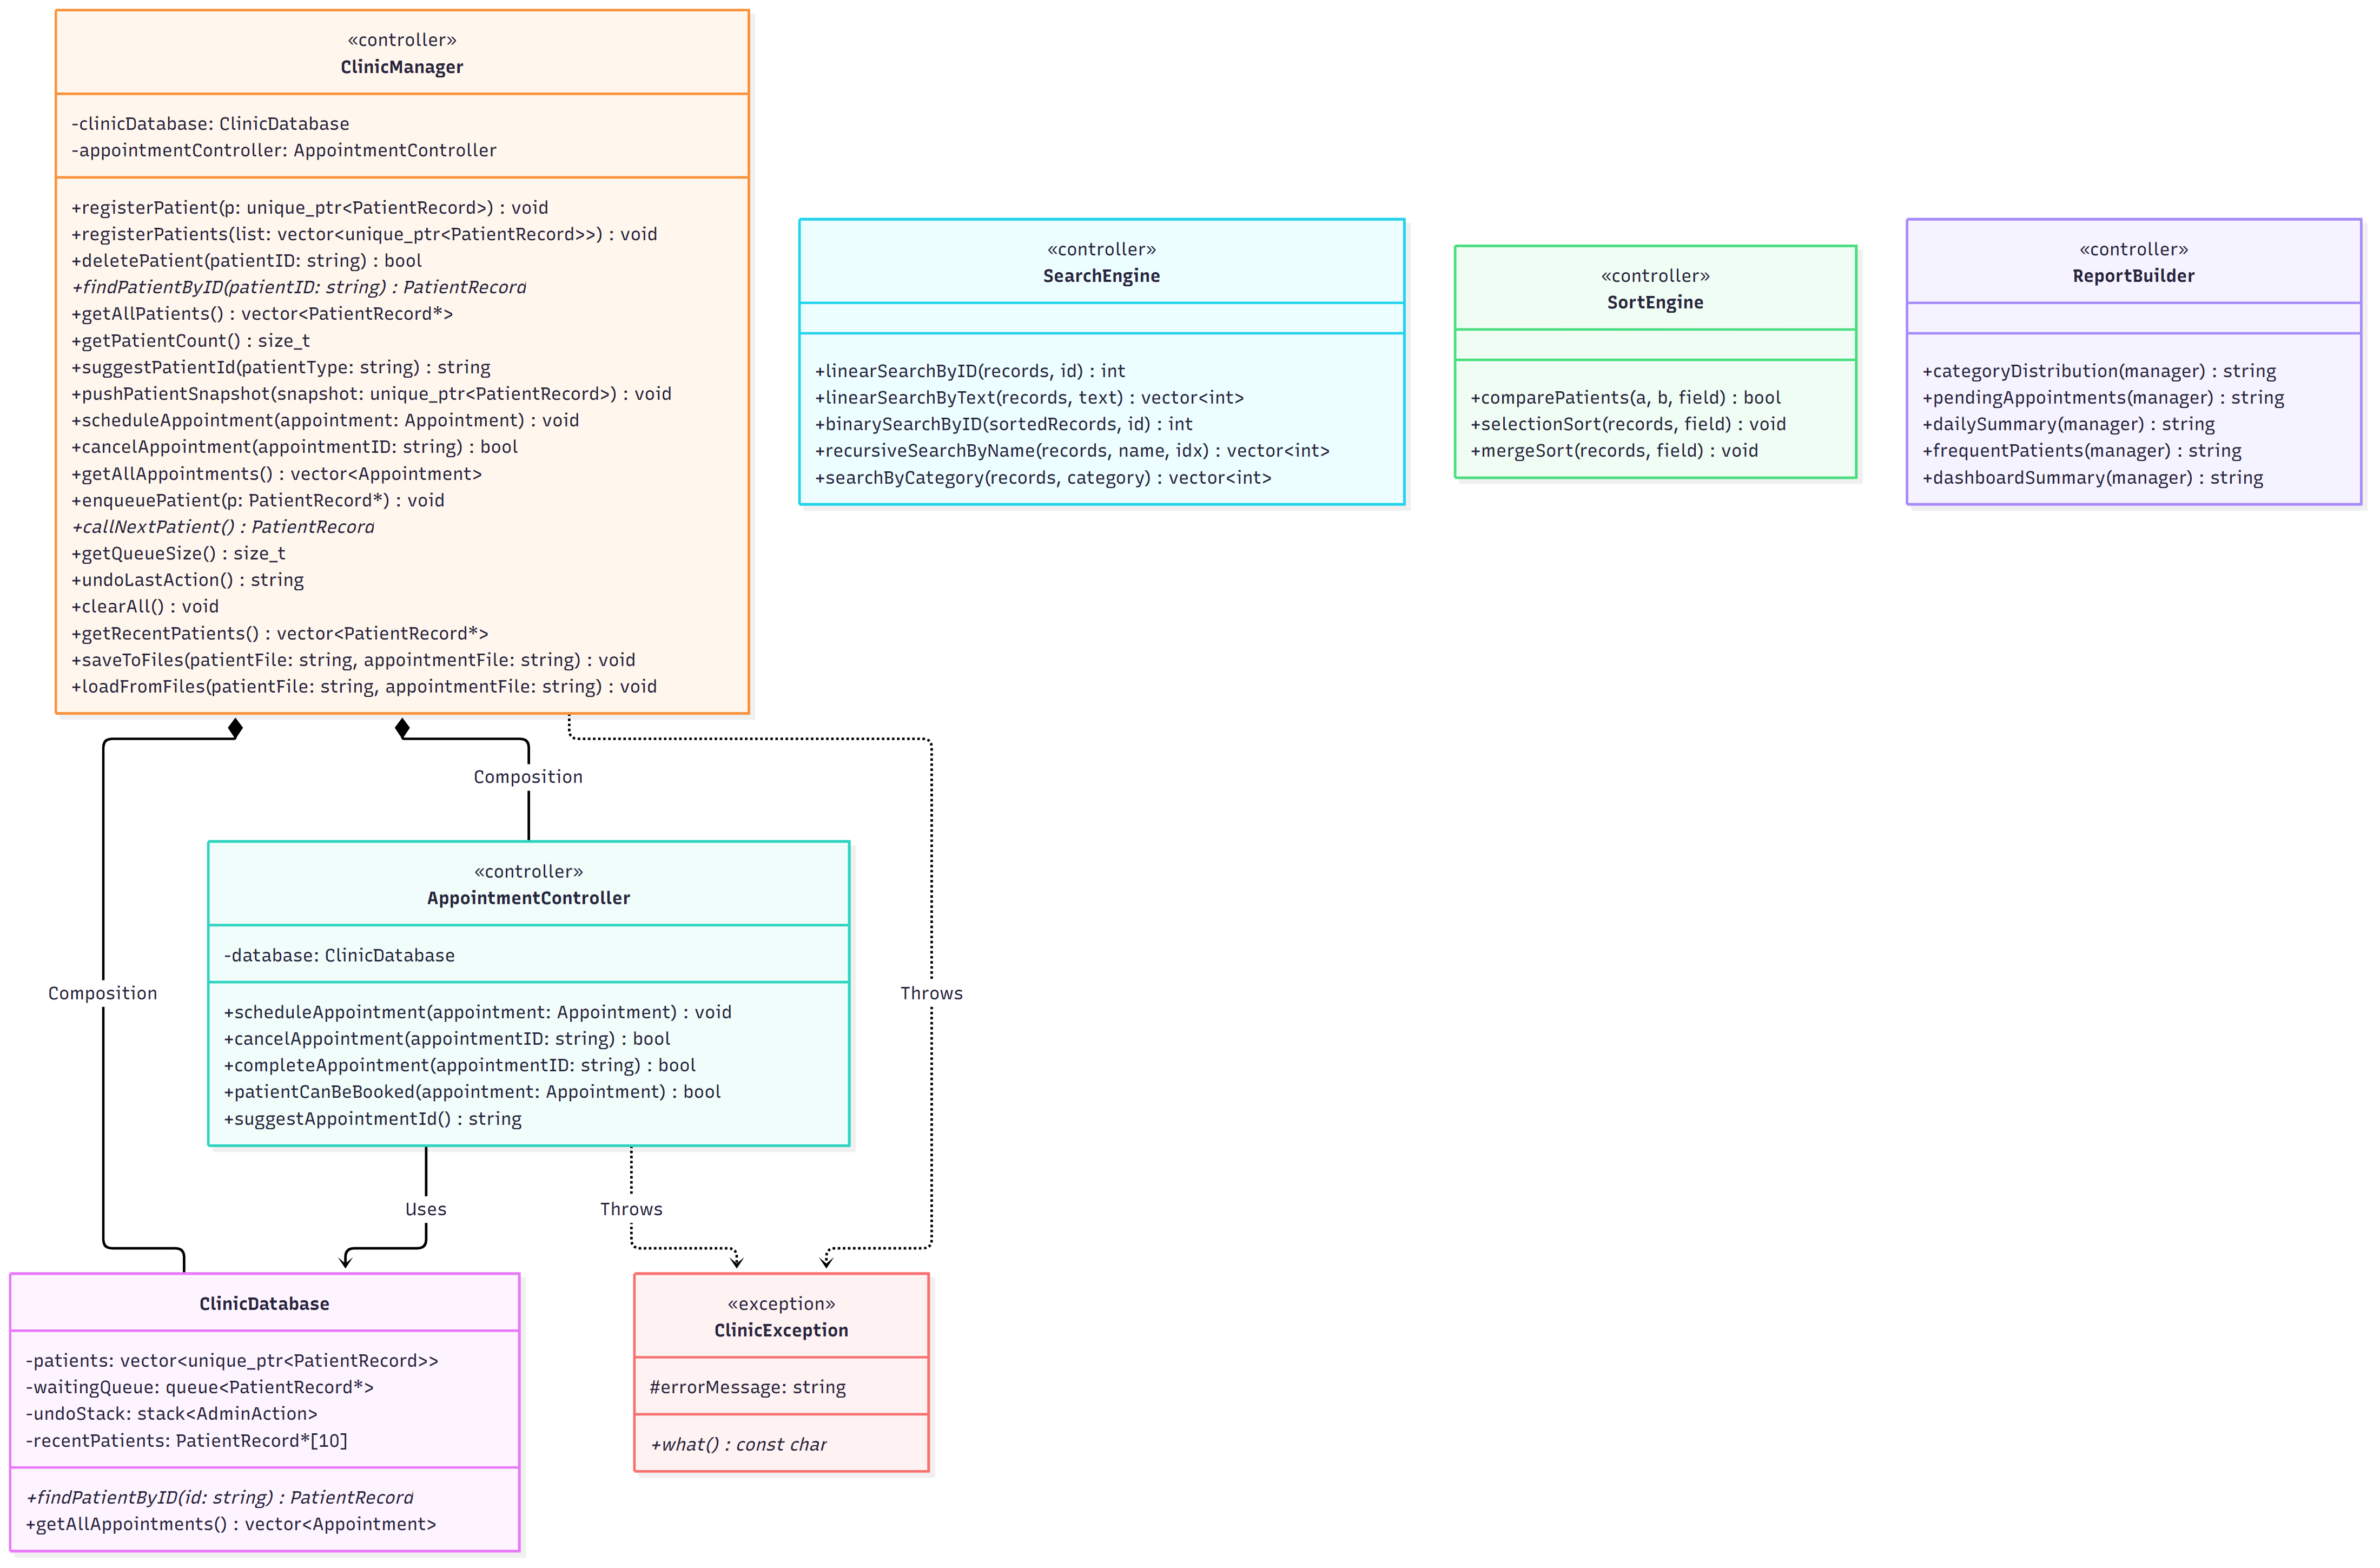 «controller»
ClinicManager
-clinicDatabase: ClinicDatabase
-appointmentController: AppointmentController
+registerPatient(p: unique_ptr<PatientRecord>) : void
+registerPatients(list: vector<unique_ptr<PatientRecord>>) : void
+deletePatient(patientID: string) : bool
+findPatientByID(patientID: string) : PatientRecord
+getAllPatients() : vector<PatientRecord*>
+getPatientCount() : size_t
+suggestPatientId(patientType: string) : string
+pushPatientSnapshot(snapshot: unique_ptr<PatientRecord>) : void
+scheduleAppointment(appointment: Appointment) : void
+cancelAppointment(appointmentID: string) : bool
+getAllAppointments() : vector<Appointment>
+enqueuePatient(p: PatientRecord*) : void
+callNextPatient() : PatientRecord
+getQueueSize() : size_t
+undoLastAction() : string
+clearAll() : void
+getRecentPatients() : vector<PatientRecord*>
+saveToFiles(patientFile: string, appointmentFile: string) : void
+loadFromFiles(patientFile: string, appointmentFile: string) : void
«controller»
SearchEngine
+linearSearchByID(records, id) : int
+linearSearchByText(records, text) : vector<int>
+binarySearchByID(sortedRecords, id) : int
+recursiveSearchByName(records, name, idx) : vector<int>
+searchByCategory(records, category) : vector<int>
«controller»
SortEngine
+comparePatients(a, b, field) : bool
+selectionSort(records, field) : void
+mergeSort(records, field) : void
«controller»
ReportBuilder
+categoryDistribution(manager) : string
+pendingAppointments(manager) : string
+dailySummary(manager) : string
+frequentPatients(manager) : string
+dashboardSummary(manager) : string
Composition
«controller»
AppointmentController
-database: ClinicDatabase
+scheduleAppointment(appointment: Appointment) : void
+cancelAppointment(appointmentID: string) : bool
+completeAppointment(appointmentID: string) : bool
+patientCanBeBooked(appointment: Appointment) : bool
+suggestAppointmentId() : string
Composition
Throws
Uses
Throws
ClinicDatabase
-patients: vector<unique_ptr<PatientRecord>>
-waitingQueue: queue<PatientRecord*>
-undoStack: stack<AdminAction>
-recentPatients: PatientRecord*[10]
+findPatientByID(id: string) : PatientRecord
+getAllAppointments() : vector<Appointment>
«exception»
ClinicException
#errorMessage: string
+what() : const char